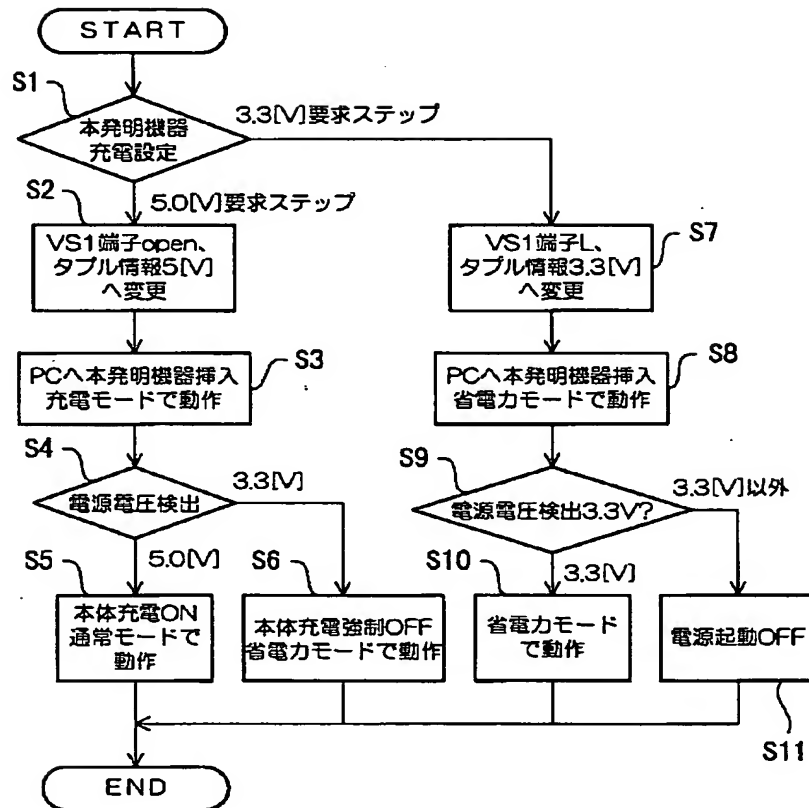 START
S1
本発明機器
充電設定
3.3[V]要求ステップ
5.0[V]要求ステップ
S2
VS1端子open、
タプル情報5[V]
へ変更
S7
VS1端子L、
タプル情報3.3[V]
へ変更
S3
PCへ本発明機器挿入
充電モードで動作
S8
PCへ本発明機器挿入
省電力モードで動作
S4
電源電圧検出
3.3[V]
5.0[V]
S9
電源電圧検出3.3V?
3.3[V]以外
3.3[V]
S5
本体充電ON
通常モードで
動作
S6
本体充電強制OFF
省電力モードで動作
S10
省電力モード
で動作
電源起動OFF
S11
END